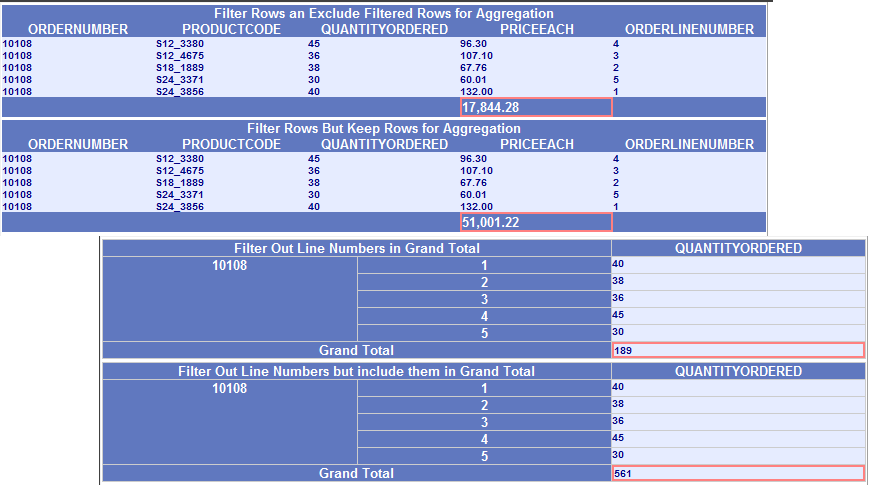 Filter Rows an Exclude Filtered Rows for Aggregation
ORDERNUMBER PRODUCTCODE QUANTITYORDERED PRICEEACH ORDERLINENUMBER
10108 S12_3380 45 96.30 4
10108 S12_4675 36 107.10 3
10108 S18_1889 38 67.76 2
10108 S24_3371 30 60.01 5
10108 S24_3856 40 132.00 1
17,844.28
Filter Rows But Keep Rows for Aggregation
ORDERNUMBER PRODUCTCODE QUANTITYORDERED PRICEEACH ORDERLINENUMBER
10108 S12_3380 45 96.30 4
10108 S12_4675 36 107.10 3
10108 S18_1889 38 67.76 2
10108 S24_3371 30 60.01 5
10108 S24_3856 40 132.00 1
51,001.22
Filter Out Line Numbers in Grand Total QUANTITYORDERED
10108 1 40
2 38
3 36
4 45
5 30
Grand Total 189
Filter Out Line Numbers but include them in Grand Total QUANTITYORDERED
10108 1 40
2 38
3 36
4 45
5 30
Grand Total 561